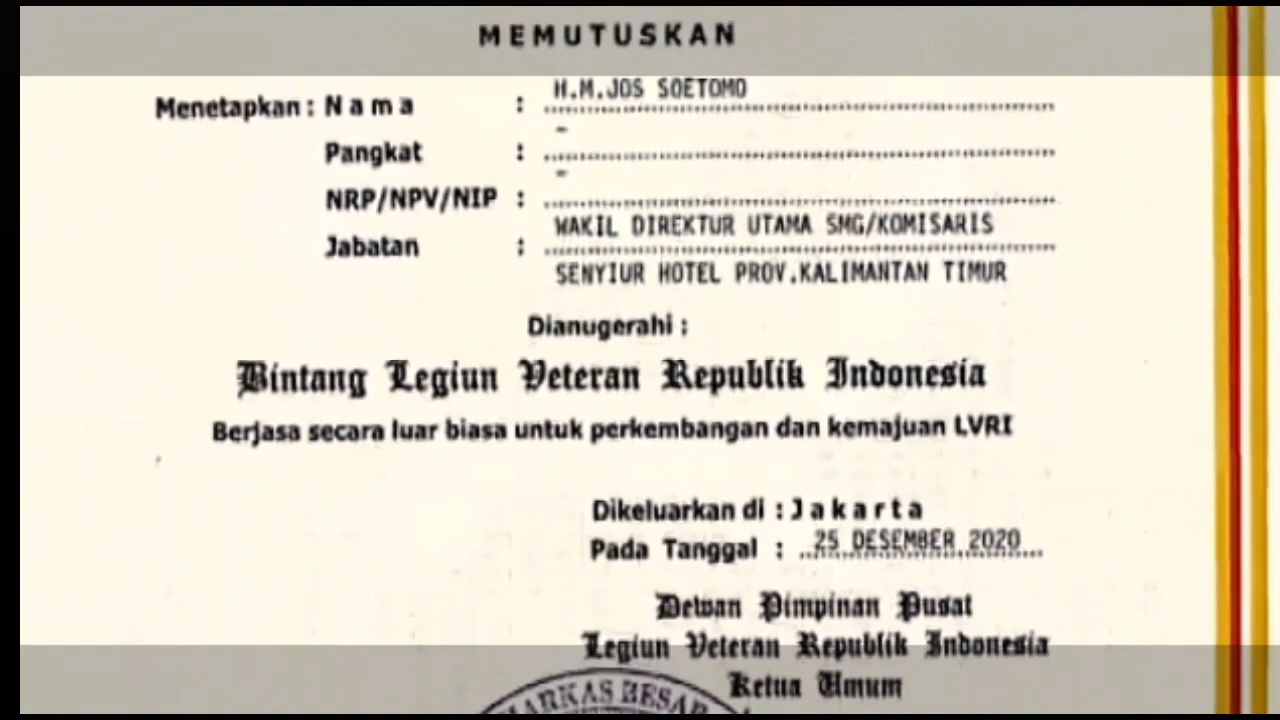 MEMUTUSKAN
Menetapkan : N a m a : H.M.JOS SOETOMO
Pangkat : -
NRP/NPV/NIP : -
Jabatan : WAKIL DIREKTUR UTAMA SMG/KOMISARIS
SENYIUR HOTEL PROV.KALIMANTAN TIMUR
Dianugerahi :
Bintang Legiun Veteran Republik Indonesia
Berjasa secara luar biasa untuk perkembangan dan kemajuan LVRI
Dikeluarkan di : J a k a r t a
Pada Tanggal : 25 DESEMBER 2020
Dewan Pimpinan Pusat
Legiun Veteran Republik Indonesia
Ketua Umum
MARKAS BESAR